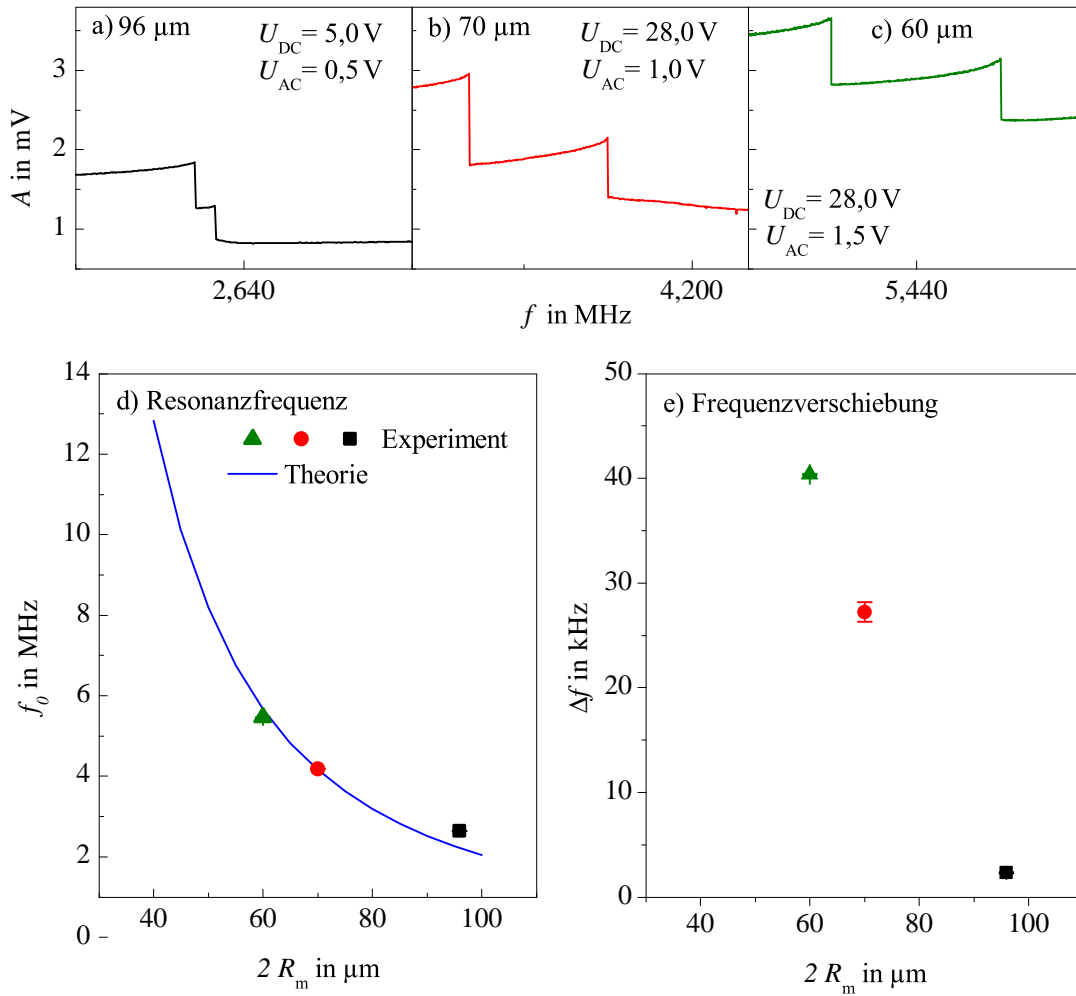 a) 96 µm
U_DC = 5,0 V
U_AC = 0,5 V
b) 70 µm
U_DC = 28,0 V
U_AC = 1,0 V
c) 60 µm
U_DC = 28,0 V
U_AC = 1,5 V
A in mV
3
2
1
2,640
4,200
5,440
f in MHz
d) Resonanzfrequenz
Experiment
Theorie
f_0 in MHz
14
12
10
8
6
4
2
0
40
60
80
100
2 R_m in µm
e) Frequenzverschiebung
Δf in kHz
50
40
30
20
10
0
40
60
80
100
2 R_m in µm